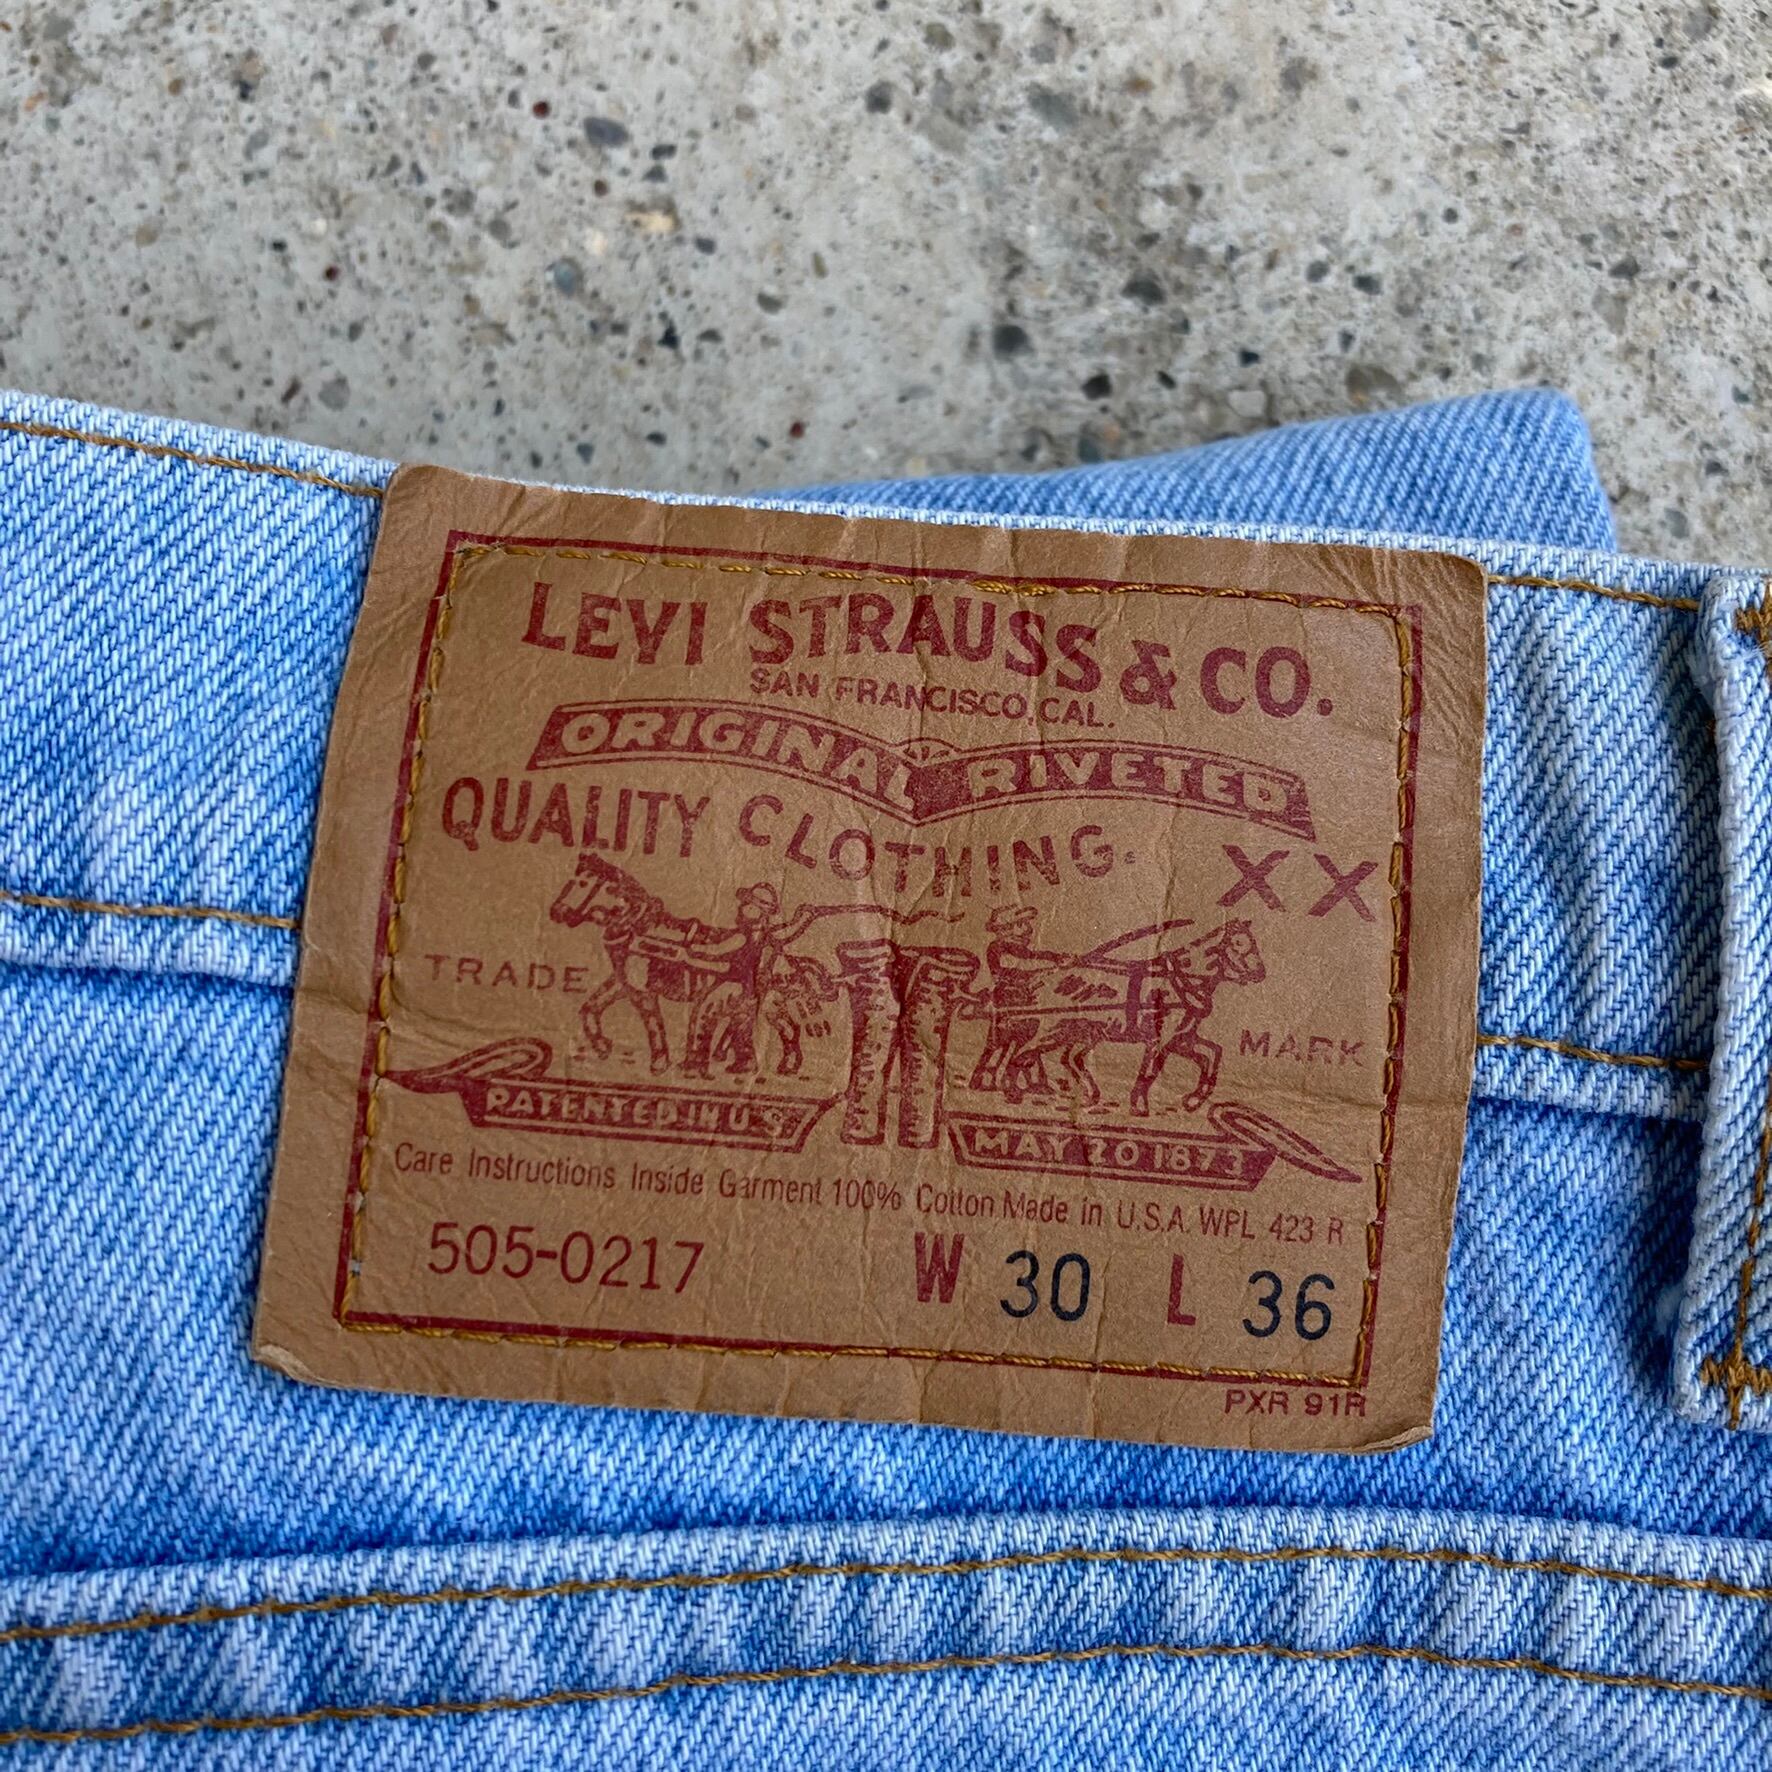 LEVI STRAUSS & CO.
SAN FRANCISCO, CAL.
ORIGINAL RIVETED
QUALITY CLOTHING.
XX
TRADE MARK
PATENTED IN U.S. MAY 20 1873
Care Instructions Inside Garment 100% Cotton Made in U.S.A. WPL 423 R
505-0217 W 30 L 36
PXR 91R